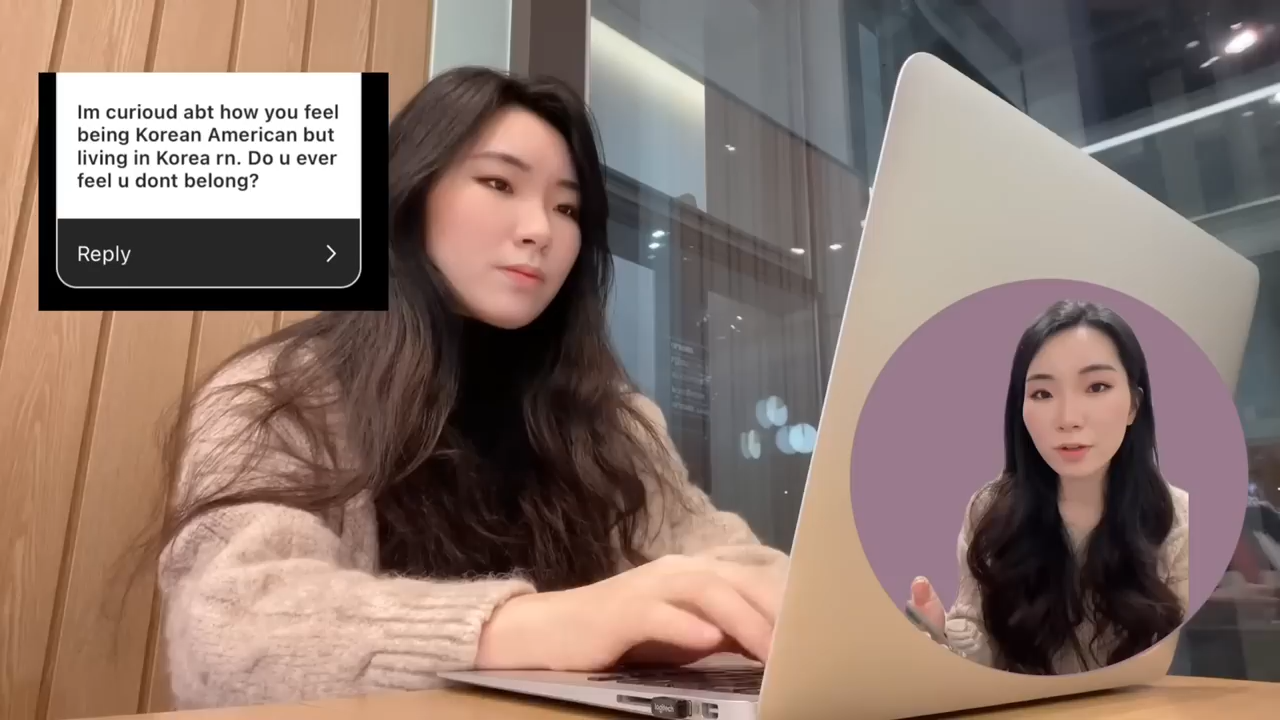 Im curioud abt how you feel
being Korean American but
living in Korea rn. Do u ever
feel u dont belong?
Reply
logitech